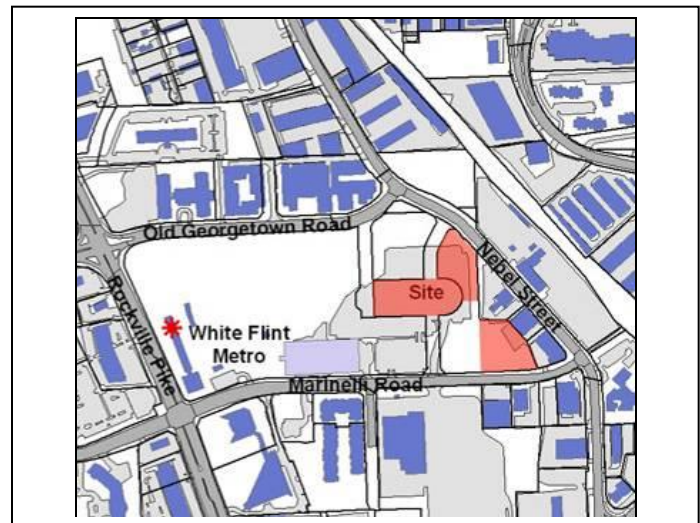 Old Georgetown Road
Nebel Street
Site
Rockville Pike
White Flint
Metro
Marinelli Road